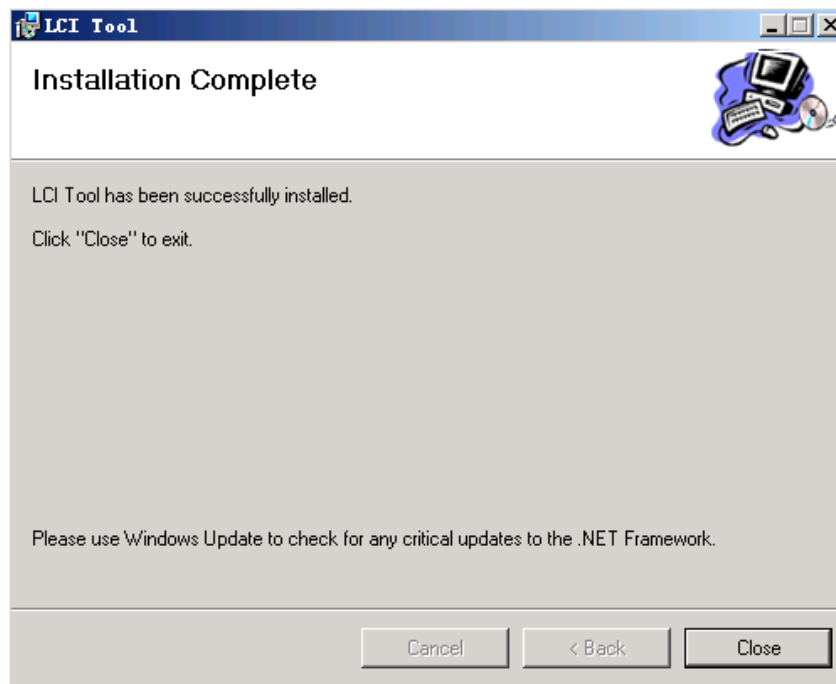 LCI Tool
Installation Complete
LCI Tool has been successfully installed.
Click "Close" to exit.
Please use Windows Update to check for any critical updates to the .NET Framework.
Cancel
< Back
Close